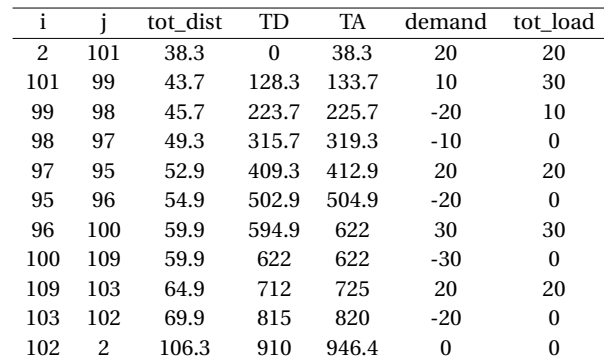 i j tot_dist TD TA demand tot_load
2 101 38.3 0 38.3 20 20
101 99 43.7 128.3 133.7 10 30
99 98 45.7 223.7 225.7 -20 10
98 97 49.3 315.7 319.3 -10 0
97 95 52.9 409.3 412.9 20 20
95 96 54.9 502.9 504.9 -20 0
96 100 59.9 594.9 622 30 30
100 109 59.9 622 622 -30 0
109 103 64.9 712 725 20 20
103 102 69.9 815 820 -20 0
102 2 106.3 910 946.4 0 0